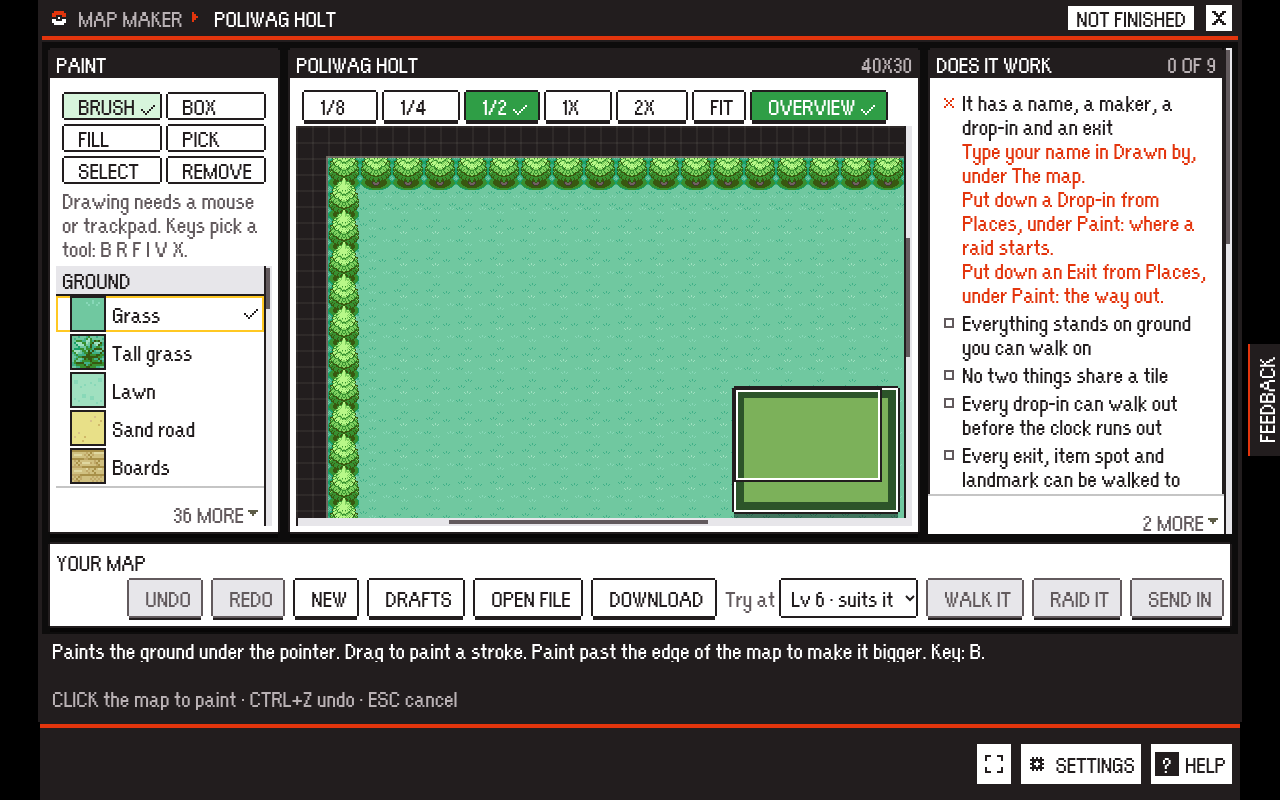 MAP MAKER POLIWAG HOLT
NOT FINISHED X
PAINT
BRUSH BOX
FILL PICK
SELECT REMOVE
Drawing needs a mouse
or trackpad. Keys pick a
tool: B R F I V X.
GROUND
Grass
Tall grass
Lawn
Sand road
Boards
36 MORE
POLIWAG HOLT 40X30
1/8 1/4 1/2 1X 2X FIT OVERVIEW
DOES IT WORK 0 OF 9
It has a name, a maker, a
drop-in and an exit
Type your name in Drawn by,
under The map.
Put down a Drop-in from
Places, under Paint: where a
raid starts.
Put down an Exit from Places,
under Paint: the way out.
Everything stands on ground
you can walk on
No two things share a tile
Every drop-in can walk out
before the clock runs out
Every exit, item spot and
landmark can be walked to
2 MORE
FEEDBACK
YOUR MAP
UNDO REDO NEW DRAFTS OPEN FILE DOWNLOAD Try at Lv 6 · suits it WALK IT RAID IT SEND IN
Paints the ground under the pointer. Drag to paint a stroke. Paint past the edge of the map to make it bigger. Key: B.
CLICK the map to paint · CTRL+Z undo · ESC cancel
SETTINGS ? HELP